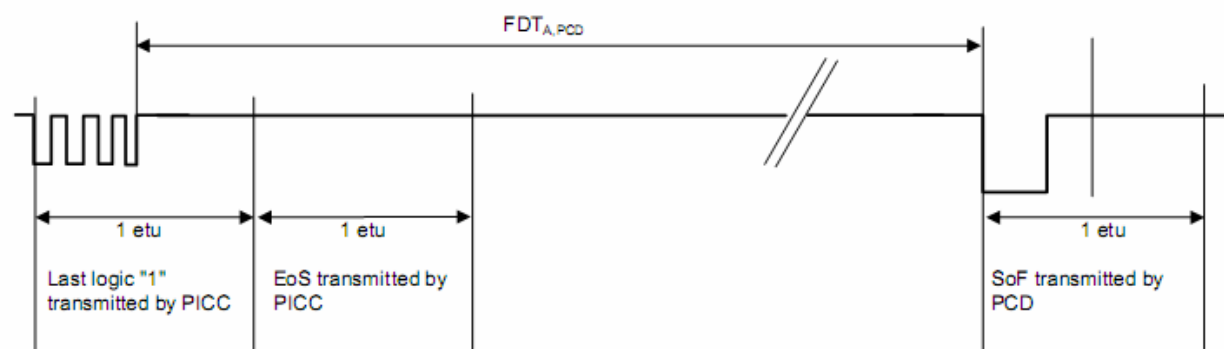 FDTA,PCD
1 etu
1 etu
1 etu
Last logic "1"
transmitted by PICC
EoS transmitted by
PICC
SoF transmitted by
PCD